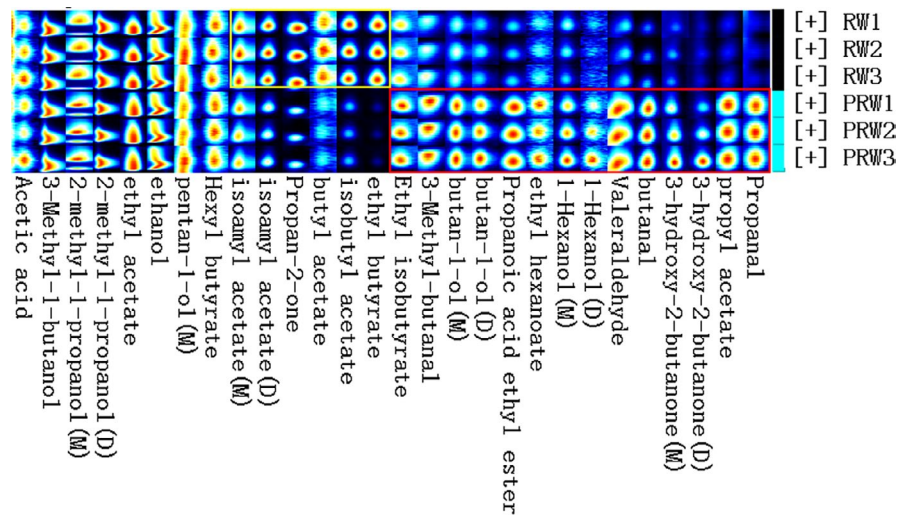 [+] RW1
[+] RW2
[+] RW3
[+] PRW1
[+] PRW2
[+] PRW3
Acetic acid
3-Methyl-1-butanol
2-methyl-1-propanol(M)
2-methyl-1-propanol(D)
ethyl acetate
ethanol
pentan-1-ol(M)
Hexyl butyrate
isoamyl acetate(M)
isoamyl acetate(D)
Propan-2-one
butyl acetate
isobutyl acetate
ethyl butyrate
Ethyl isobutyrate
3-Methyl-butanal
butan-1-ol(M)
butan-1-ol(D)
Propanoic acid ethyl ester
ethyl hexanoate
1-Hexanol(M)
1-Hexanol(D)
Valeraldehyde
butanal
3-hydroxy-2-butanone(M)
3-hydroxy-2-butanone(D)
propyl acetate
Propanal